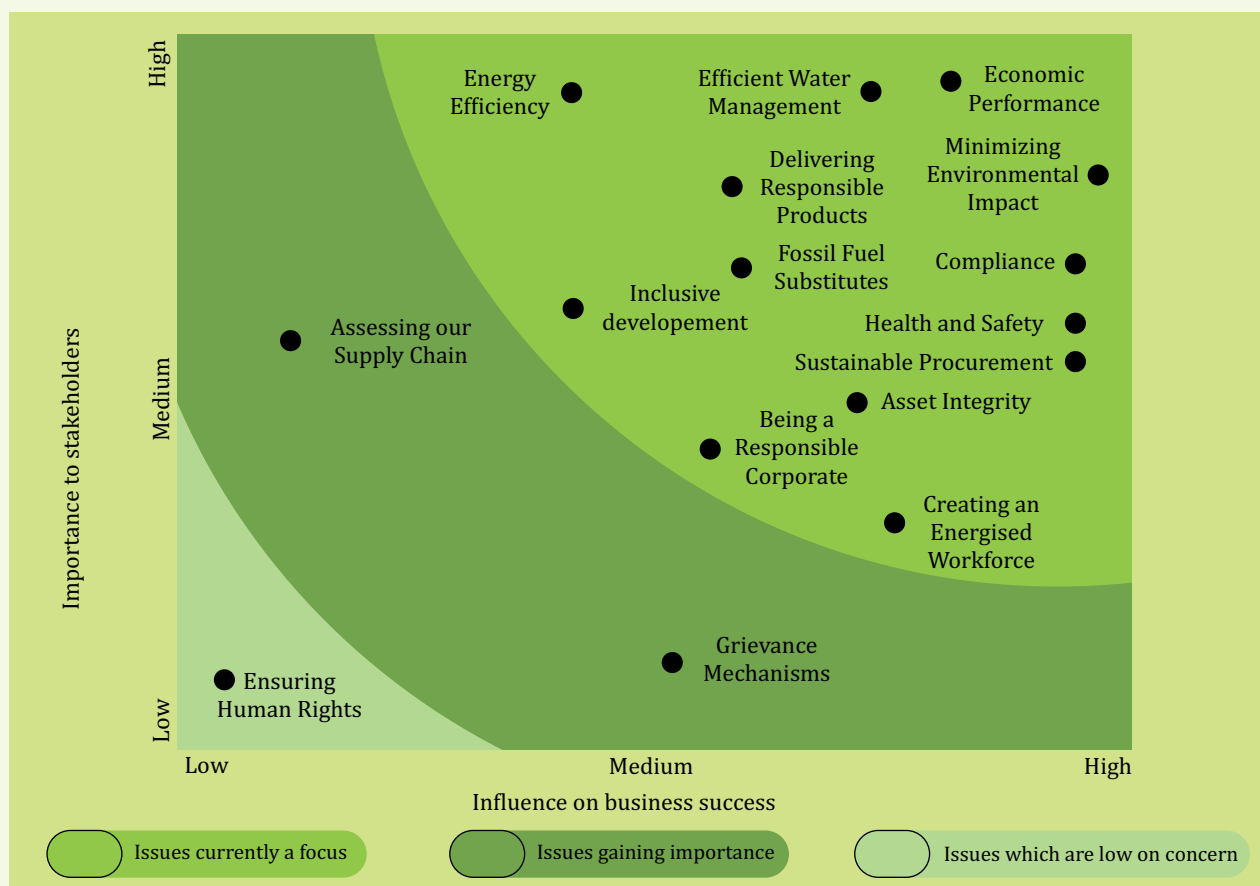 High
Energy
Efficiency
Efficient Water
Management
Economic
Performance
Minimizing
Environmental
Impact
Delivering
Responsible
Products
Fossil Fuel
Substitutes
Compliance
Inclusive
developement
Health and Safety
Assessing our
Supply Chain
Sustainable Procurement
Asset Integrity
Being a
Responsible
Corporate
Medium
Importance to stakeholders
Creating an
Energised
Workforce
Grievance
Mechanisms
Ensuring
Human Rights
Low
Low
Medium
High
Influence on business success
Issues currently a focus
Issues gaining importance
Issues which are low on concern